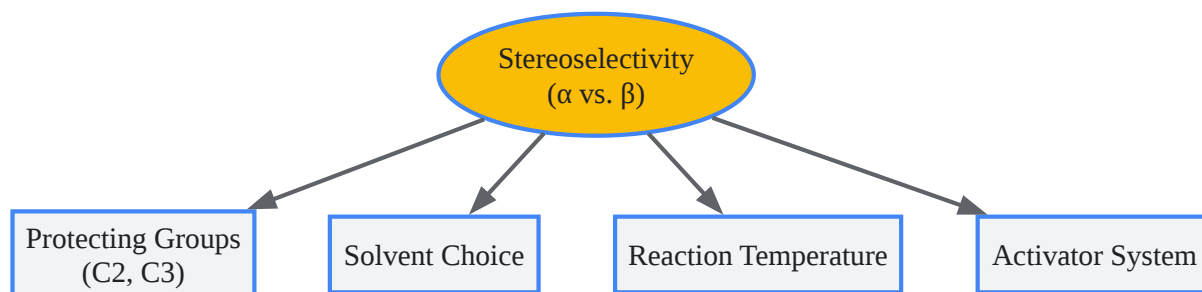 Stereoselectivity
(α vs. β)
Protecting Groups
(C2, C3)
Solvent Choice
Reaction Temperature
Activator System